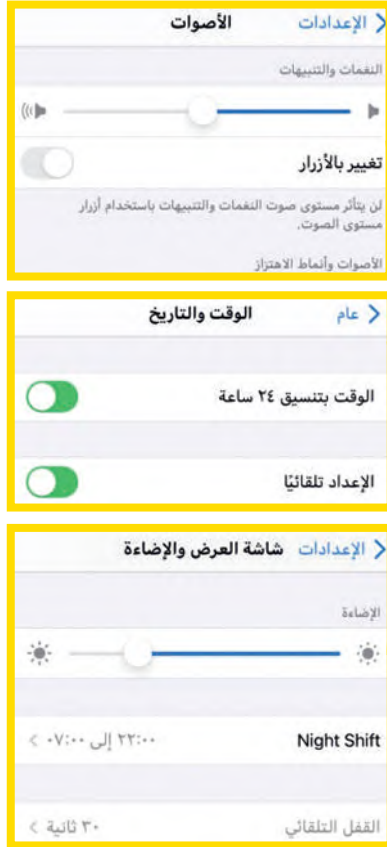 الإعدادات الأصوات
النغمات والتنبيهات
تغيير بالأزرار
لن يتأثر مستوى صوت النغمات والتنبيهات باستخدام أزرار
مستوى الصوت.
الأصوات وأنماط الاهتزاز
عام الوقت والتاريخ
الوقت بتنسيق ٢٤ ساعة
الإعداد تلقائيًا
الإعدادات شاشة العرض والإضاءة
الإضاءة
Night Shift ٢٢:٠٠ إلى ٠٧:٠٠
القفل التلقائي ٣٠ ثانية